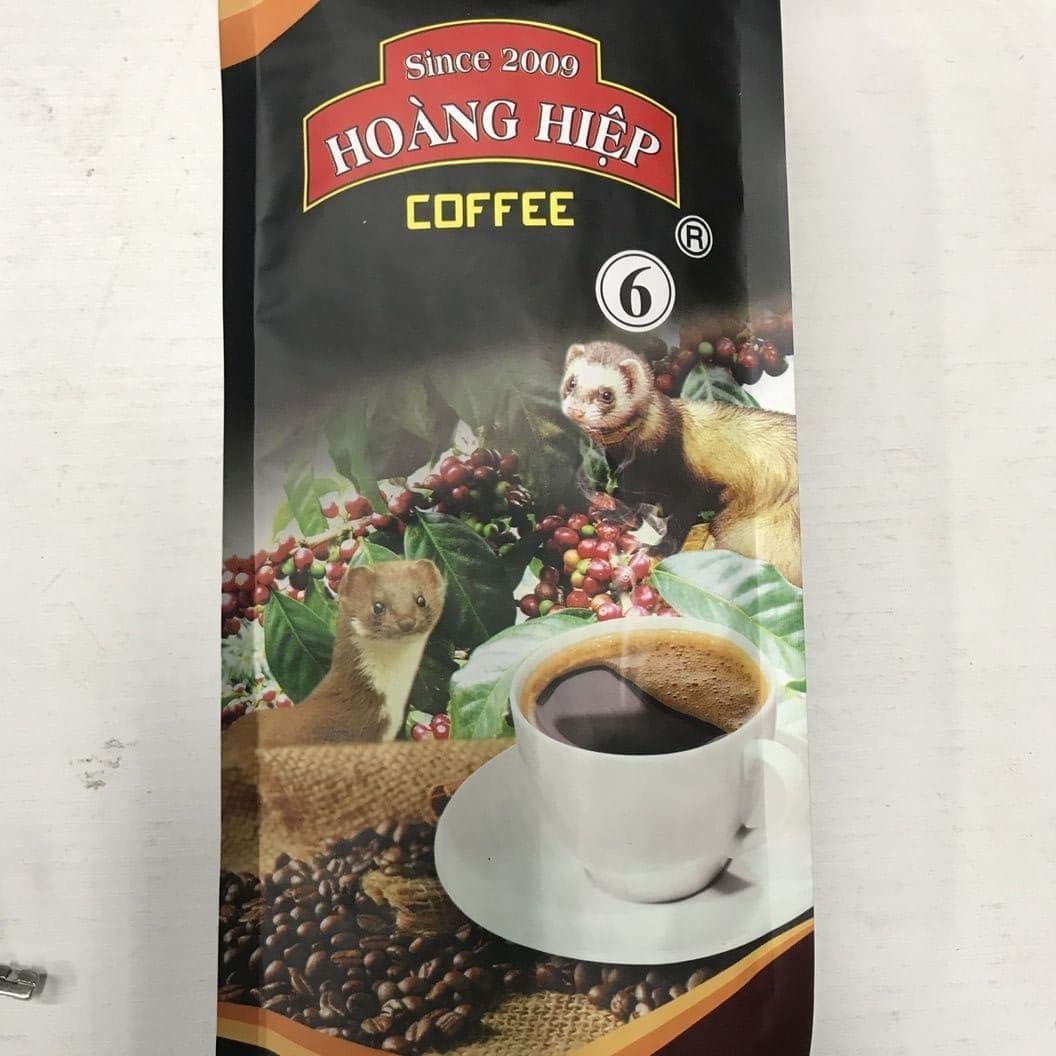 Since 2009
HOÀNG HIỆP
COFFEE
®
6